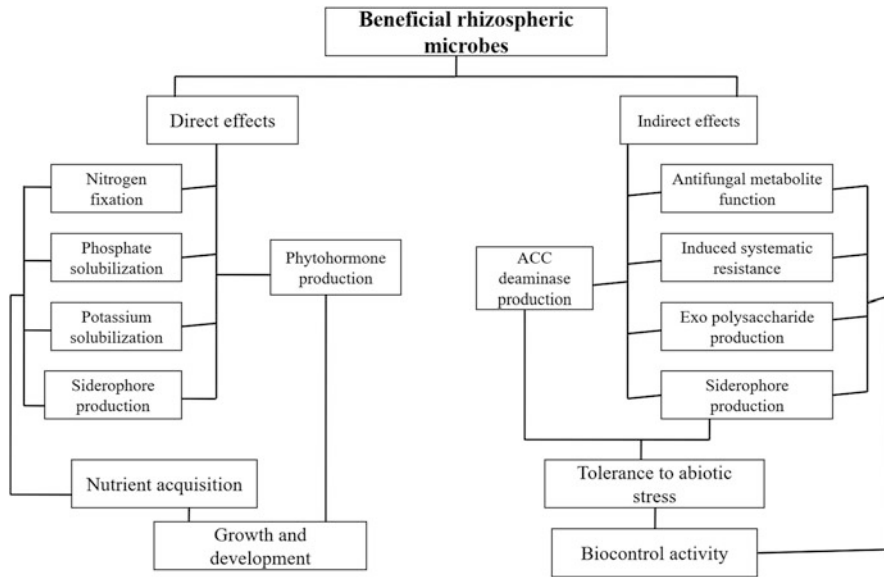 Beneficial rhizospheric
microbes
Direct effects
Indirect effects
Nitrogen
fixation
Phosphate
solubilization
Potassium
solubilization
Siderophore
production
Phytohormone
production
Nutrient acquisition
Growth and
development
ACC
deaminase
production
Antifungal metabolite
function
Induced systematic
resistance
Exo polysaccharide
production
Siderophore
production
Tolerance to abiotic
stress
Biocontrol activity